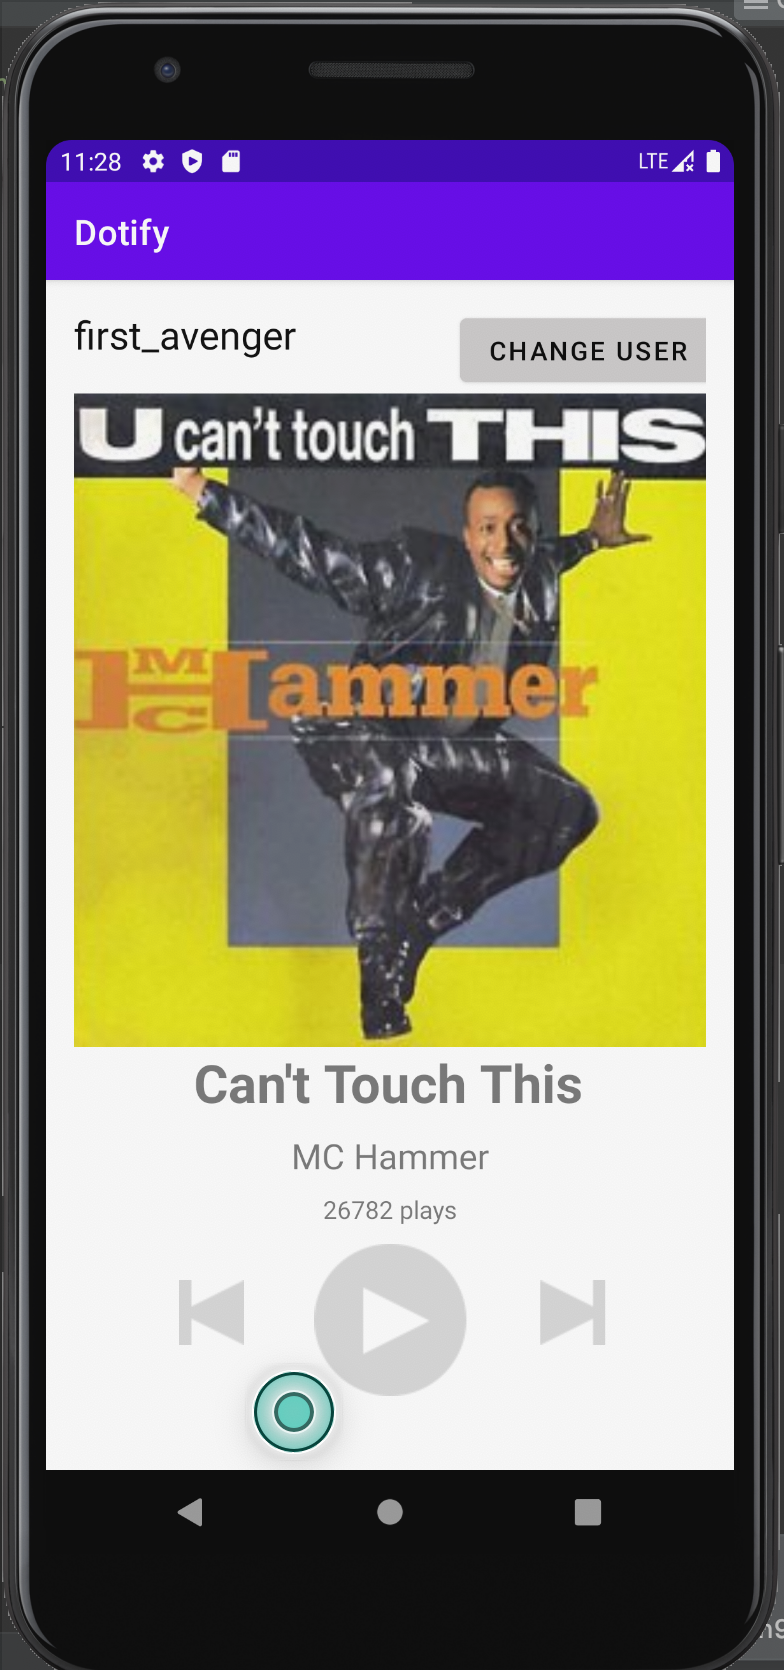 11:28
LTE
Dotify
first_avenger
CHANGE USER
U can't touch THIS
MC Hammer
Can't Touch This
MC Hammer
26782 plays